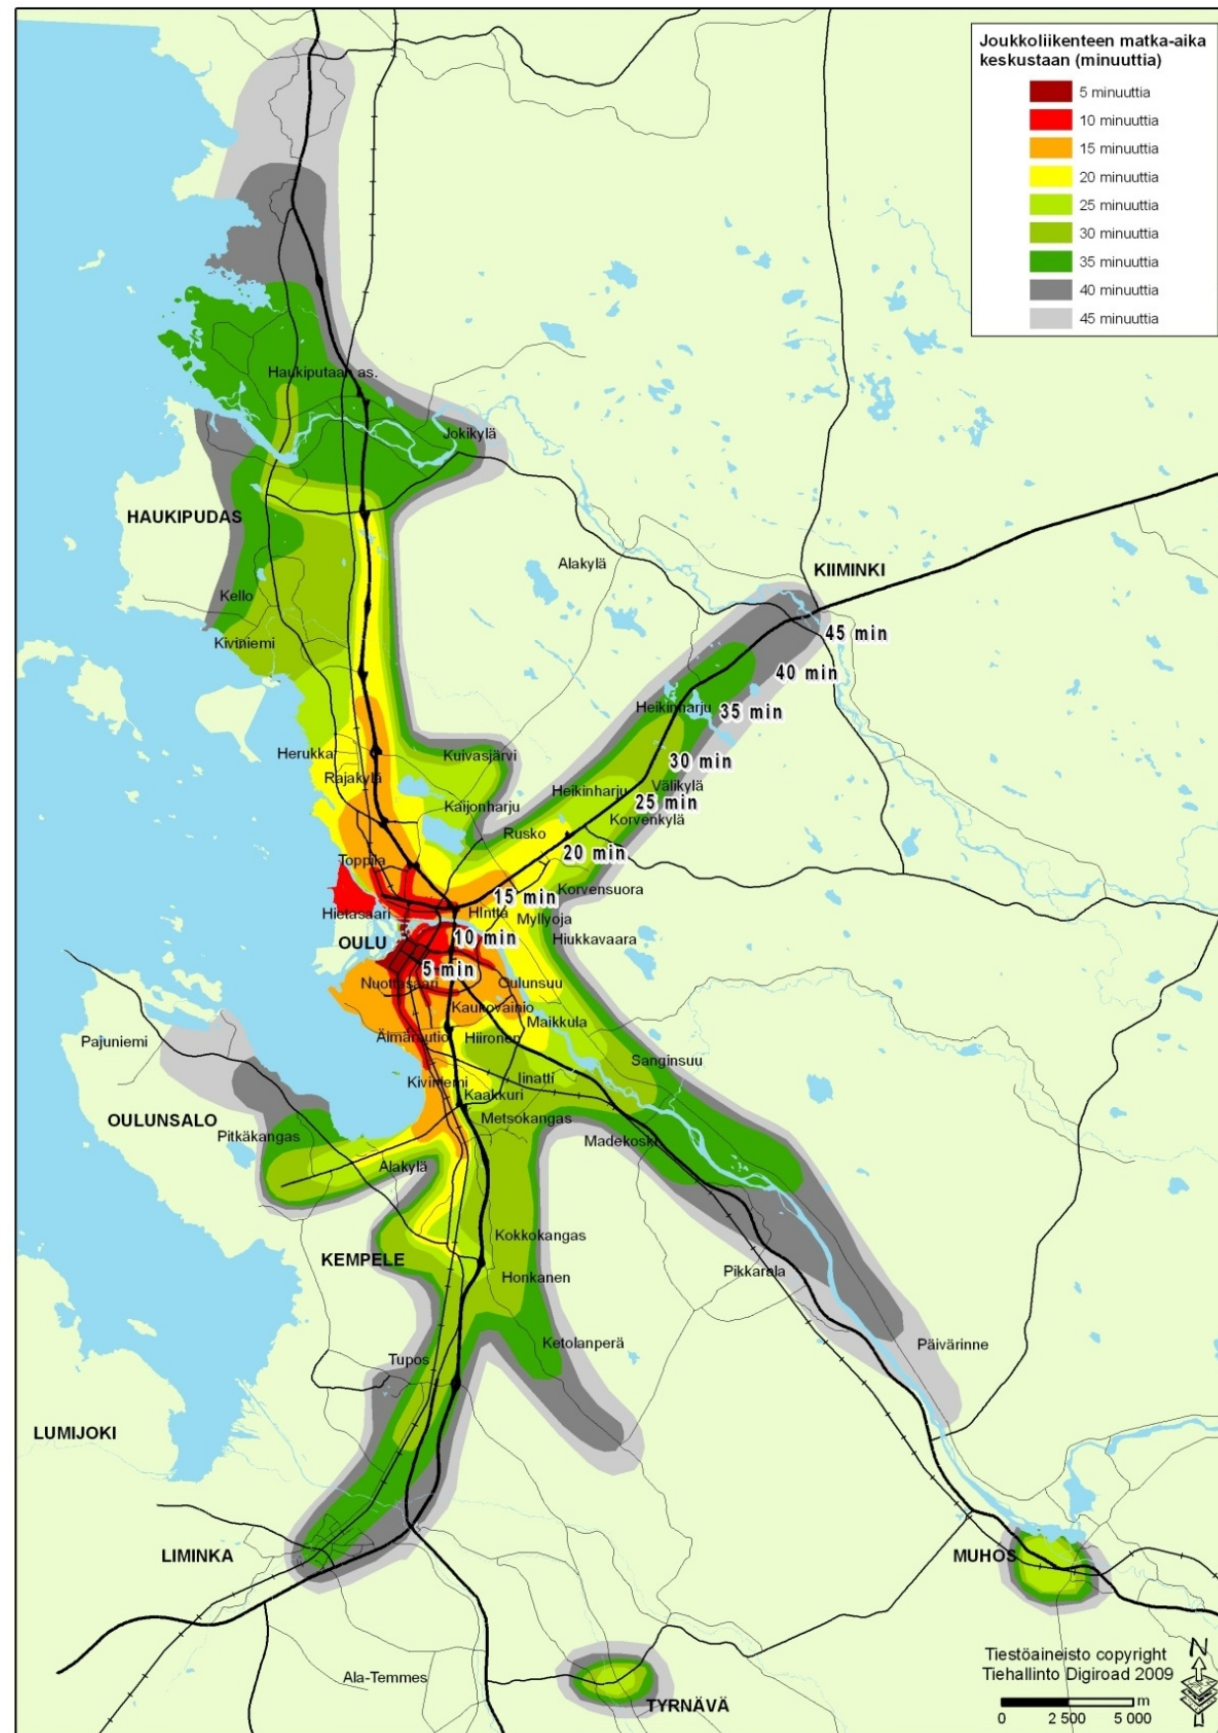 Joukkoliikenteen matka-aika
keskustaan (minuuttia)
5 minuuttia
10 minuuttia
15 minuuttia
20 minuuttia
25 minuuttia
30 minuuttia
35 minuuttia
40 minuuttia
45 minuuttia
Haukiputaan as.
Jokikylä
HAUKIPUDAS
Alakylä
KIIMINKI
Kello
45 min
Kiviniemi
40 min
Heikinharju
35 min
Herukka
Kuivasjärvi
30 min
Rajakylä
Heikinharju
Välikylä
25 min
Kaijonharju
Korvenkylä
Rusko
20 min
Toppila
15 min
Korvensuora
Hietasaari
HIntta
Myllyoja
10 min
Hiukkavaara
OULU
5-min
Nuottasaari
Oulunsuu
Kaukovainio
Maikkula
Äimärautio
Hiironen
Pajuniemi
Sanginsuu
Kiviniemi
Iinatti
Kaakkuri
OULUNSALO
Metsokangas
Pitkäkangas
Madekoski
Alakylä
Kokkokangas
KEMPELE
Honkanen
Pikkarala
Ketolanperä
Päivärinne
Tupos
LUMIJOKI
LIMINKA
MUHOS
Ala-Temmes
TYRNÄVÄ
Tiestöaineisto copyright
Tiehallinto Digiroad 2009
N
m
0 2 500 5 000